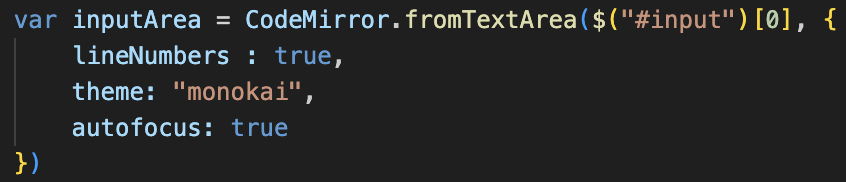 var inputArea = CodeMirror.fromTextArea($("#input")[0], {
    lineNumbers : true,
    theme: "monokai",
    autofocus: true
})